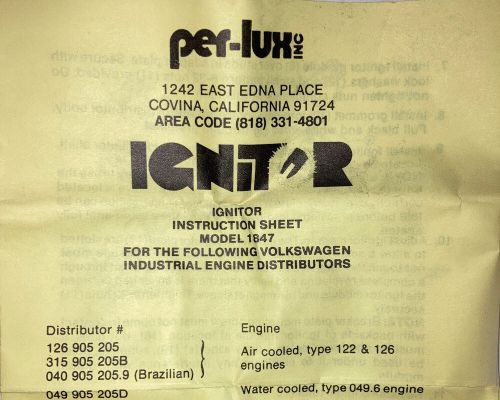 per-lux INC
1242 EAST EDNA PLACE
COVINA, CALIFORNIA 91724
AREA CODE (818) 331-4801
IGNITOR
IGNITOR
INSTRUCTION SHEET
MODEL 1847
FOR THE FOLLOWING VOLKSWAGEN
INDUSTRIAL ENGINE DISTRIBUTORS
Distributor # Engine
126 905 205
315 905 205B Air cooled, type 122 & 126
040 905 205.9 (Brazilian) engines
049 905 205D Water cooled, type 049.6 engine